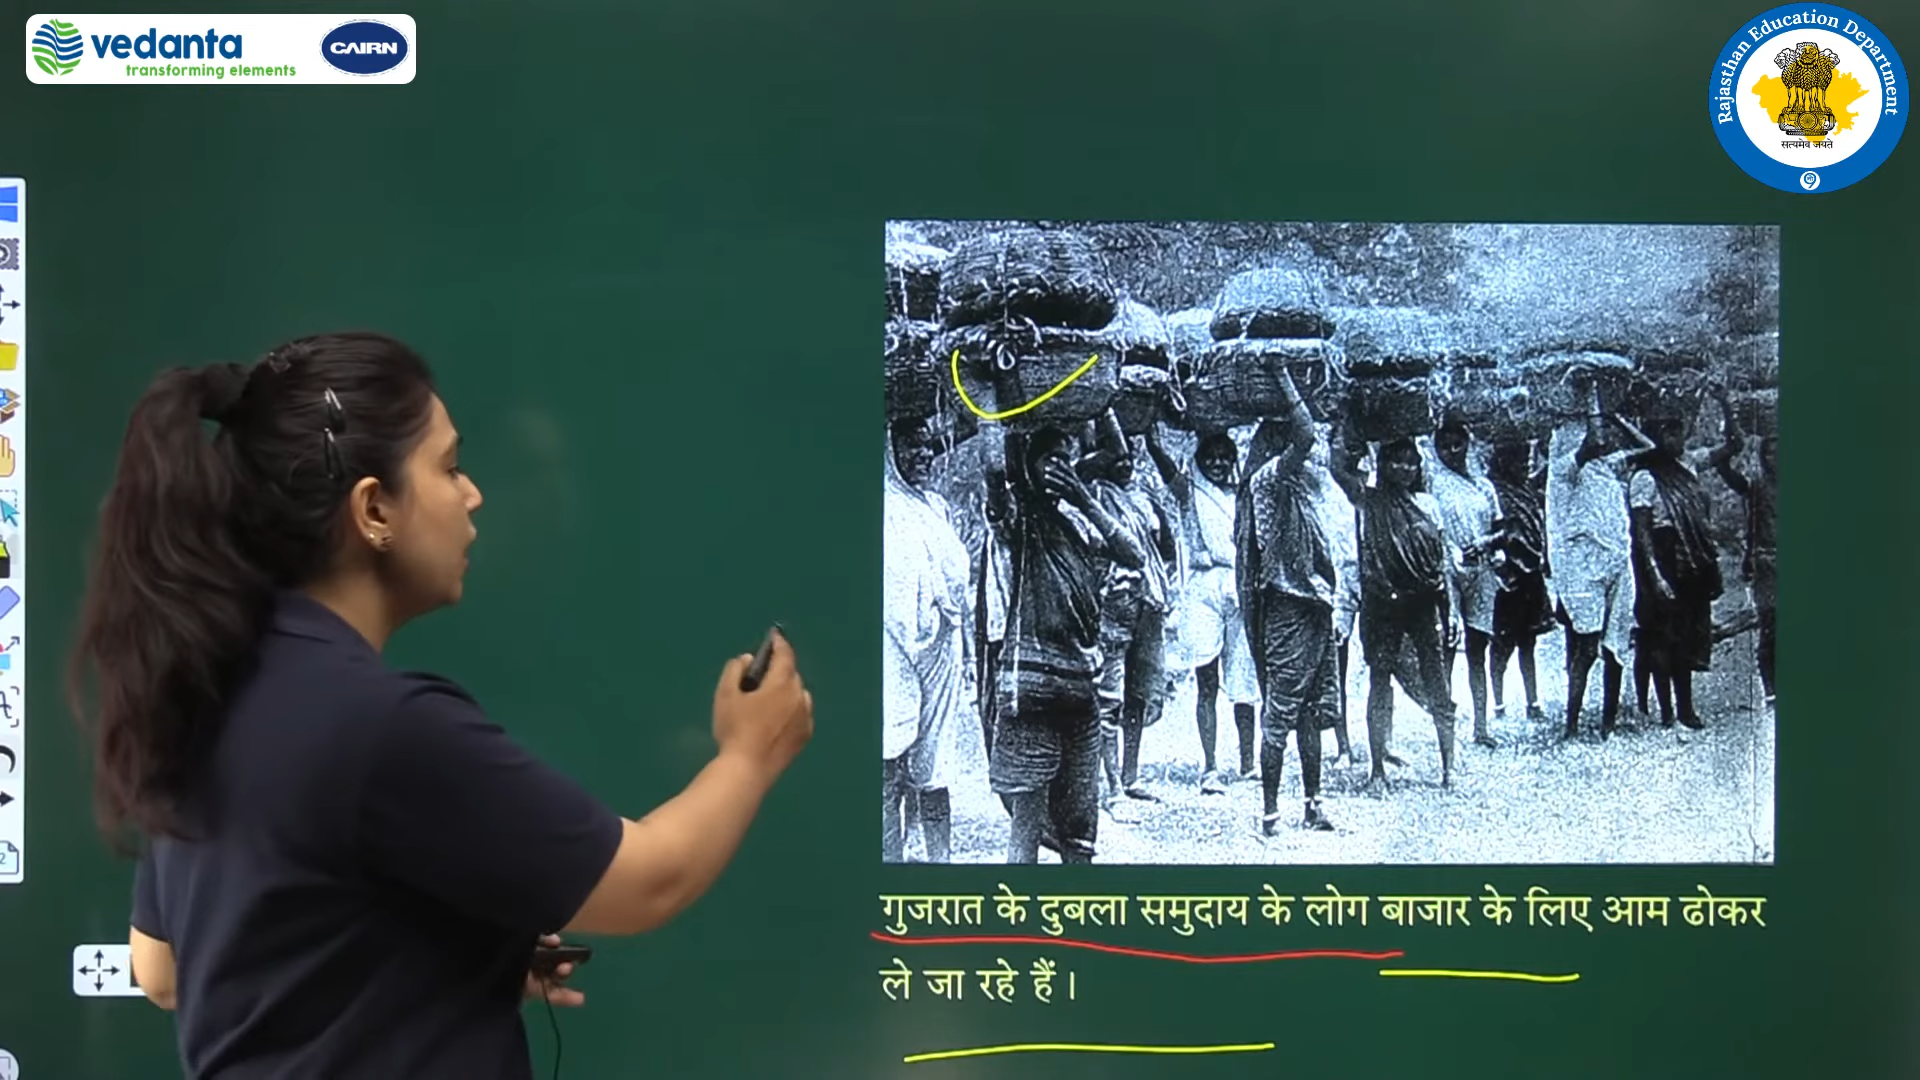 vedanta
transforming elements
CAIRN
Rajasthan Education Department
सत्यमेव जयते
गुजरात के दुबला समुदाय के लोग बाजार के लिए आम ढोकर
ले जा रहे हैं।